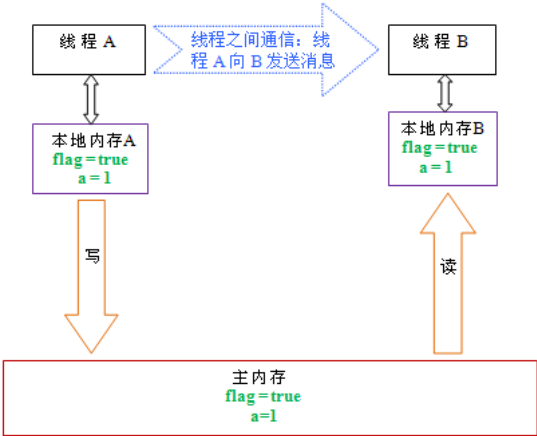 线程 A
线程之间通信：线
程 A 向 B 发送消息
线程 B
本地内存A
flag = true
a = 1
本地内存B
flag = true
a = 1
写
读
主内存
flag = true
a=1